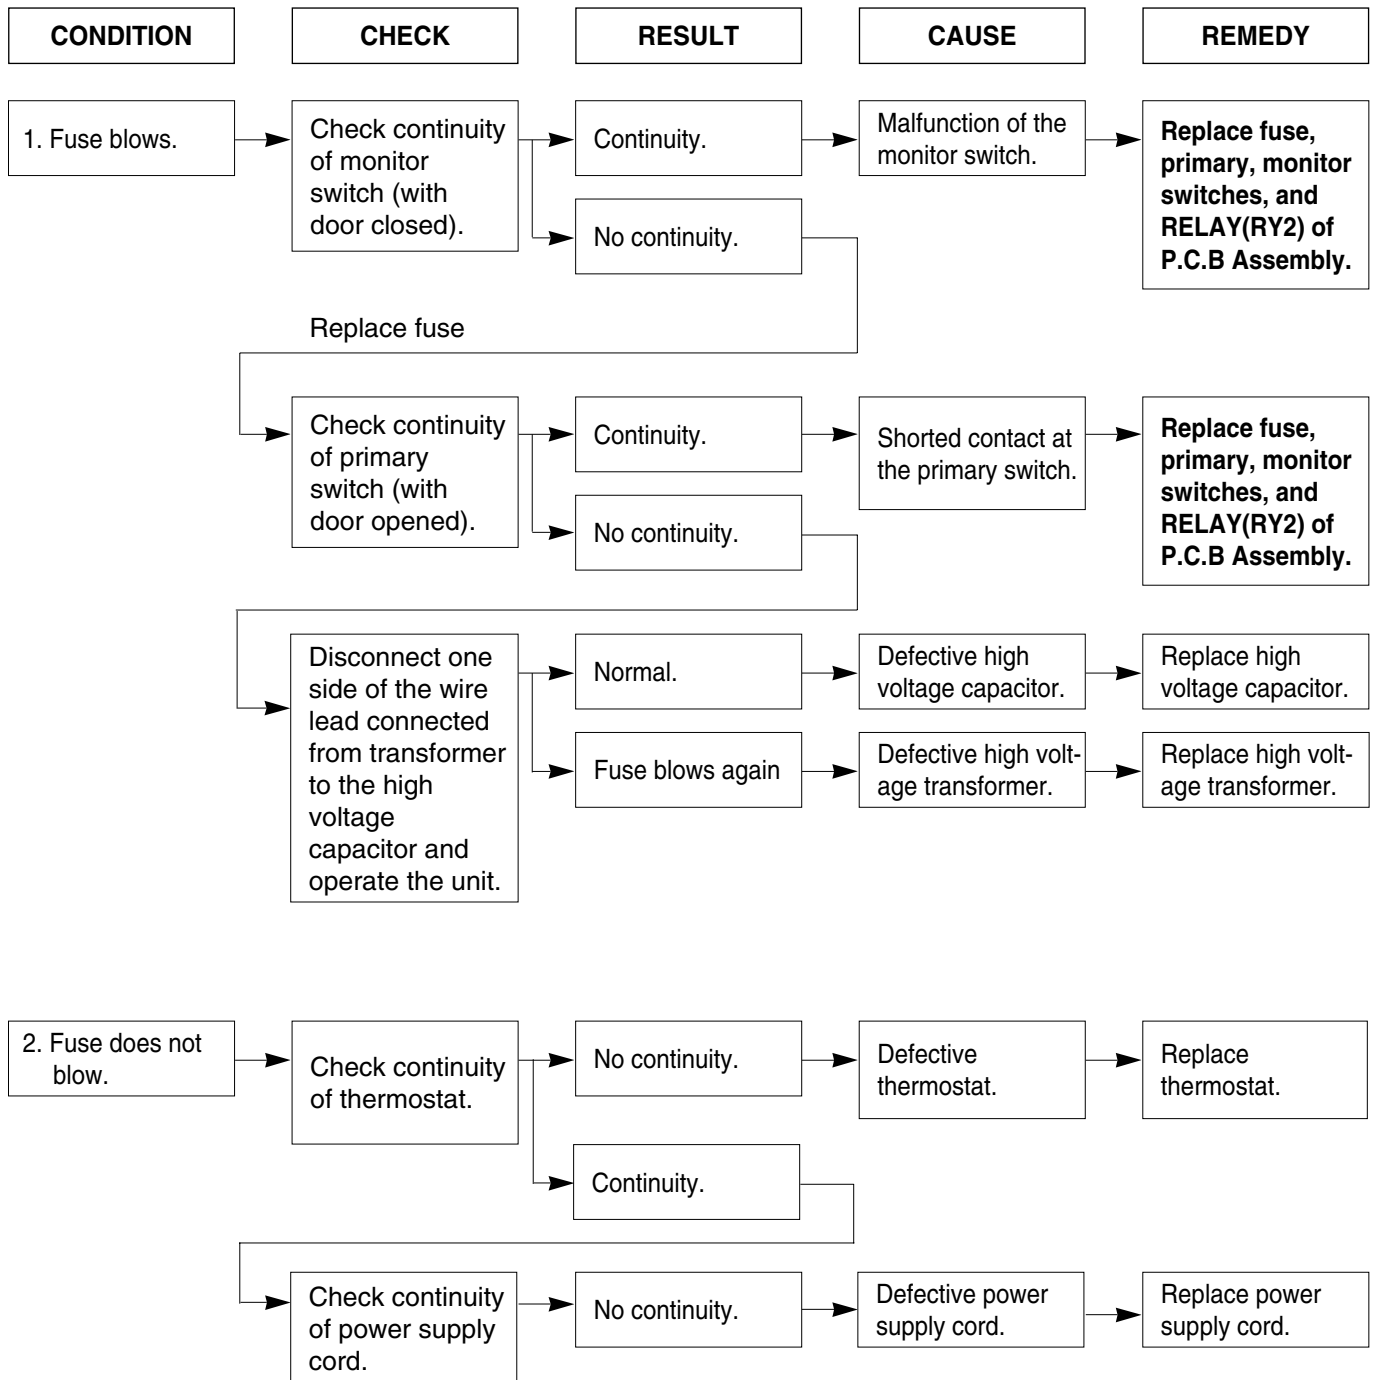 CONDITION
CHECK
RESULT
CAUSE
REMEDY
1. Fuse blows.
Check continuity
of monitor
switch (with
door closed).
Continuity.
Malfunction of the
monitor switch.
Replace fuse,
primary, monitor
switches, and
RELAY(RY2) of
P.C.B Assembly.
No continuity.
Replace fuse
Check continuity
of primary
switch (with
door opened).
Continuity.
Shorted contact at
the primary switch.
Replace fuse,
primary, monitor
switches, and
RELAY(RY2) of
P.C.B Assembly.
No continuity.
Disconnect one
side of the wire
lead connected
from transformer
to the high
voltage
capacitor and
operate the unit.
Normal.
Defective high
voltage capacitor.
Replace high
voltage capacitor.
Fuse blows again
Defective high volt-
age transformer.
Replace high volt-
age transformer.
2. Fuse does not
blow.
Check continuity
of thermostat.
No continuity.
Defective
thermostat.
Replace
thermostat.
Continuity.
Check continuity
of power supply
cord.
No continuity.
Defective power
supply cord.
Replace power
supply cord.